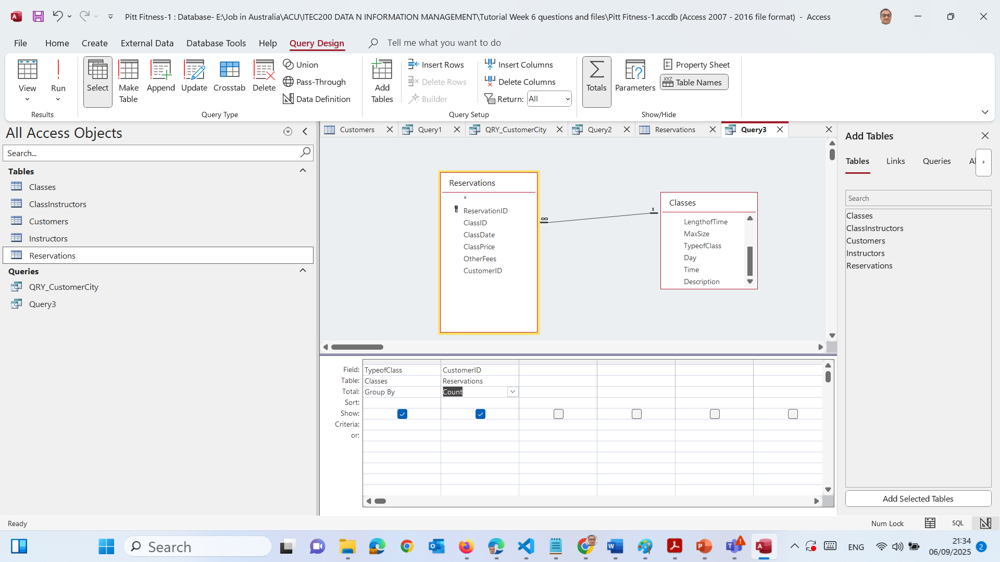 Pitt Fitness-1 : Database- E:\Job in Australia\ACU\ITEC200 DATA N INFORMATION MANAGEMENT\Tutorial Week 6 questions and files\Pitt Fitness-1.accdb (Access 2007 - 2016 file format) - Access
File Home Create External Data Database Tools Help Query Design Tell me what you want to do
View
Run
Results
Select
Make Table
Append
Update
Crosstab
Delete
Union
Pass-Through
Data Definition
Query Type
Add Tables
Insert Rows
Delete Rows
Builder
Insert Columns
Delete Columns
Return: All
Query Setup
Totals
Parameters
Property Sheet
XYZ Table Names
Show/Hide
All Access Objects
Search...
Tables
Classes
ClassInstructors
Customers
Instructors
Reservations
Queries
QRY_CustomerCity
Query3
Customers Query1 QRY_CustomerCity Query2 Reservations Query3
Reservations
*
ReservationID
ClassID
ClassDate
ClassPrice
OtherFees
CustomerID
∞ 1
Classes
LengthofTime
MaxSize
TypeofClass
Day
Time
Description
Field: TypeofClass CustomerID
Table: Classes Reservations
Total: Group By Count
Sort:
Show:
Criteria:
or:
Add Tables
Tables Links Queries Al
Search
Classes
ClassInstructors
Customers
Instructors
Reservations
Add Selected Tables
Ready
Num Lock SQL
Search
ENG
21:34
06/09/2025
2